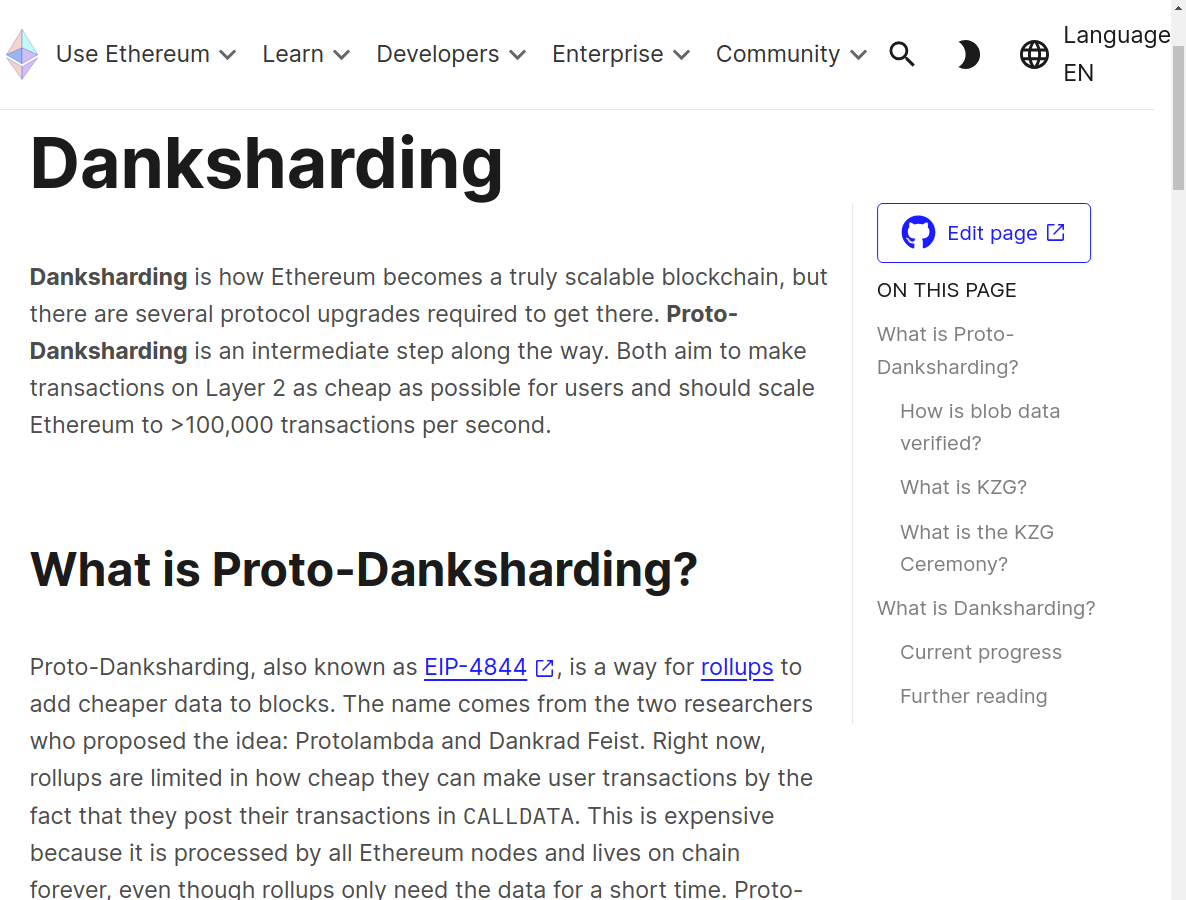 Use Ethereum Learn Developers Enterprise Community Language
EN
Danksharding
Danksharding is how Ethereum becomes a truly scalable blockchain, but
there are several protocol upgrades required to get there. Proto-
Danksharding is an intermediate step along the way. Both aim to make
transactions on Layer 2 as cheap as possible for users and should scale
Ethereum to >100,000 transactions per second.
What is Proto-Danksharding?
Proto-Danksharding, also known as EIP-4844, is a way for rollups to
add cheaper data to blocks. The name comes from the two researchers
who proposed the idea: Protolambda and Dankrad Feist. Right now,
rollups are limited in how cheap they can make user transactions by the
fact that they post their transactions in CALLDATA. This is expensive
because it is processed by all Ethereum nodes and lives on chain
forever, even though rollups only need the data for a short time. Proto-
Edit page
ON THIS PAGE
What is Proto-
Danksharding?
How is blob data
verified?
What is KZG?
What is the KZG
Ceremony?
What is Danksharding?
Current progress
Further reading